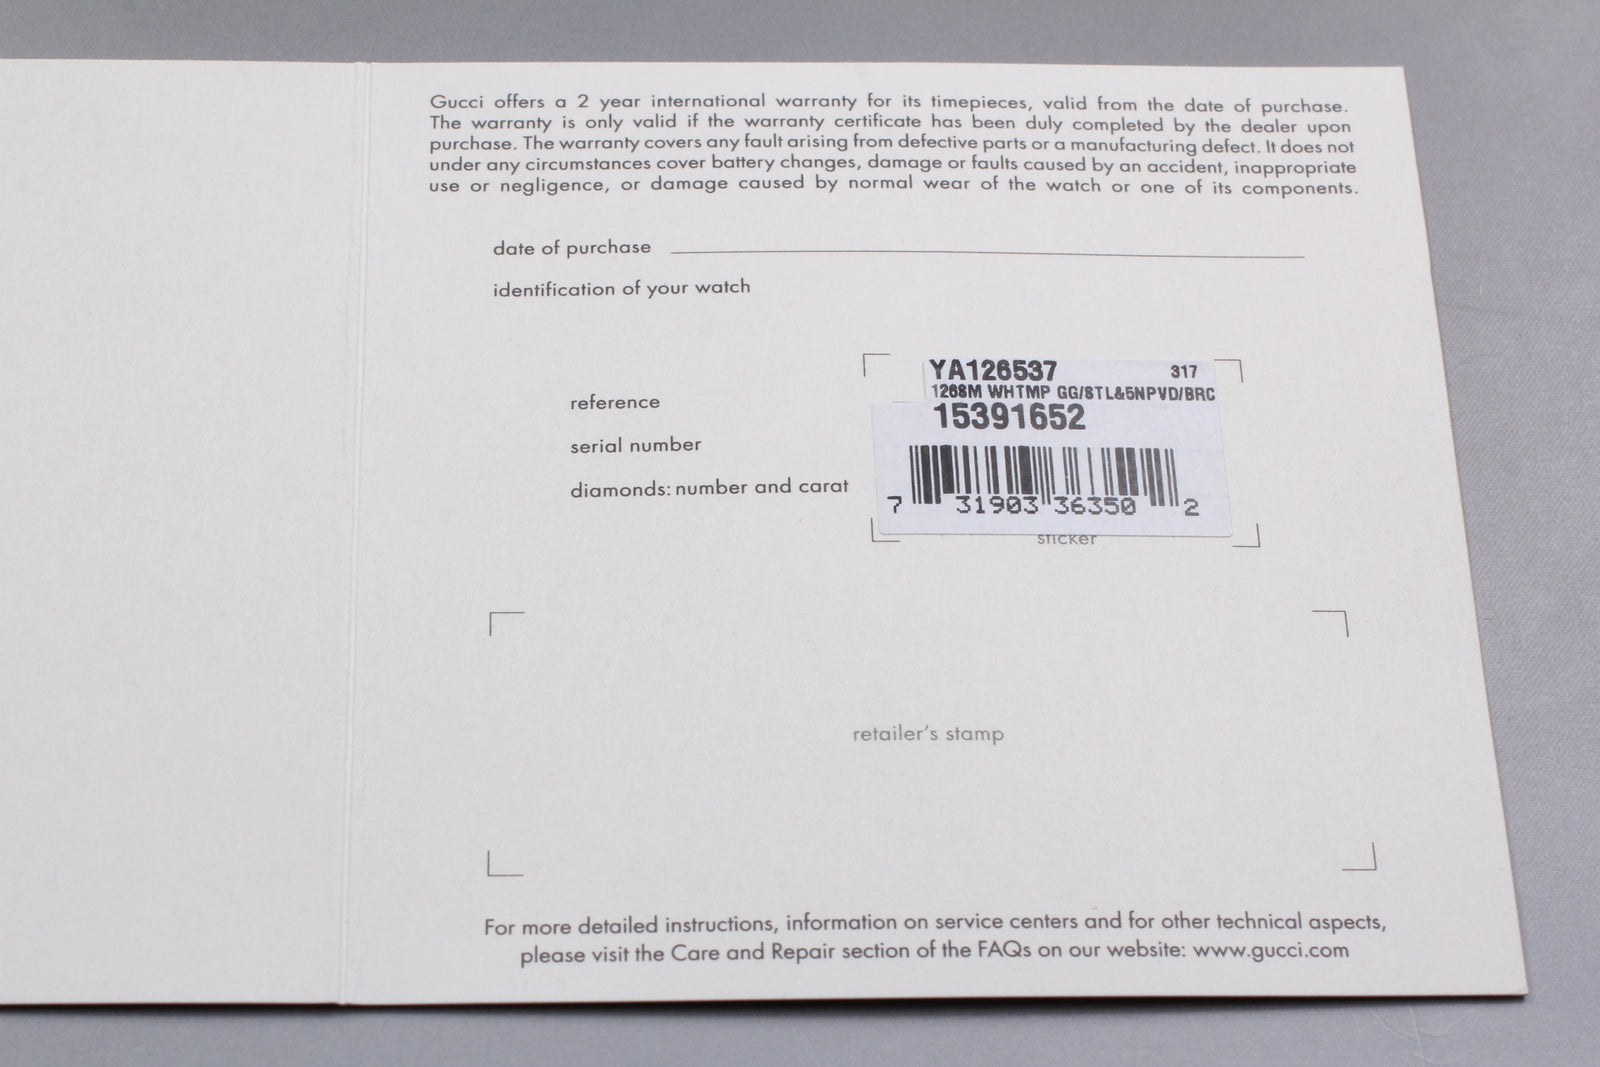 Gucci offers a 2 year international warranty for its timepieces, valid from the date of purchase.
The warranty is only valid if the warranty certificate has been duly completed by the dealer upon
purchase. The warranty covers any fault arising from defective parts or a manufacturing defect. It does not
under any circumstances cover battery changes, damage or faults caused by an accident, inappropriate
use or negligence, or damage caused by normal wear of the watch or one of its components.
date of purchase
identification of your watch
YA126537 317
126SM WHTMP GG/STL&5NPVD/BRC
reference
15391652
serial number
diamonds: number and carat
7 31903 36350 2
sticker
retailer's stamp
For more detailed instructions, information on service centers and for other technical aspects,
please visit the Care and Repair section of the FAQs on our website: www.gucci.com